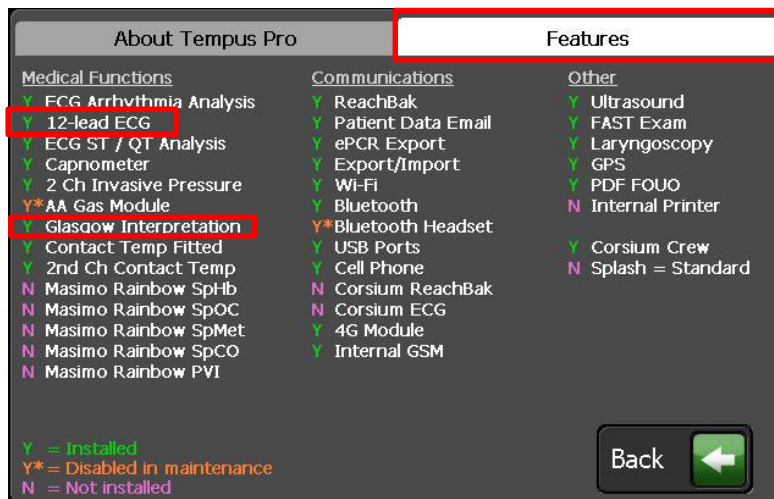 About Tempus Pro
Features
Medical Functions
Y ECG Arrhythmia Analysis
Y 12-lead ECG
Y ECG ST / QT Analysis
Y Capnometer
Y 2 Ch Invasive Pressure
Y* AA Gas Module
Y Glasgow Interpretation
Y Contact Temp Fitted
Y 2nd Ch Contact Temp
N Masimo Rainbow SpHb
N Masimo Rainbow SpOC
N Masimo Rainbow SpMet
N Masimo Rainbow SpCO
N Masimo Rainbow PVI
Communications
Y ReachBak
Y Patient Data Email
Y ePCR Export
Y Export/Import
Y Wi-Fi
Y Bluetooth
Y* Bluetooth Headset
Y USB Ports
Y Cell Phone
N Corsium ReachBak
N Corsium ECG
Y 4G Module
Y Internal GSM
Other
Y Ultrasound
Y FAST Exam
Y Laryngoscopy
Y GPS
Y PDF FOUO
N Internal Printer
Y Corsium Crew
N Splash = Standard
Y = Installed
Y* = Disabled in maintenance
N = Not installed
Back